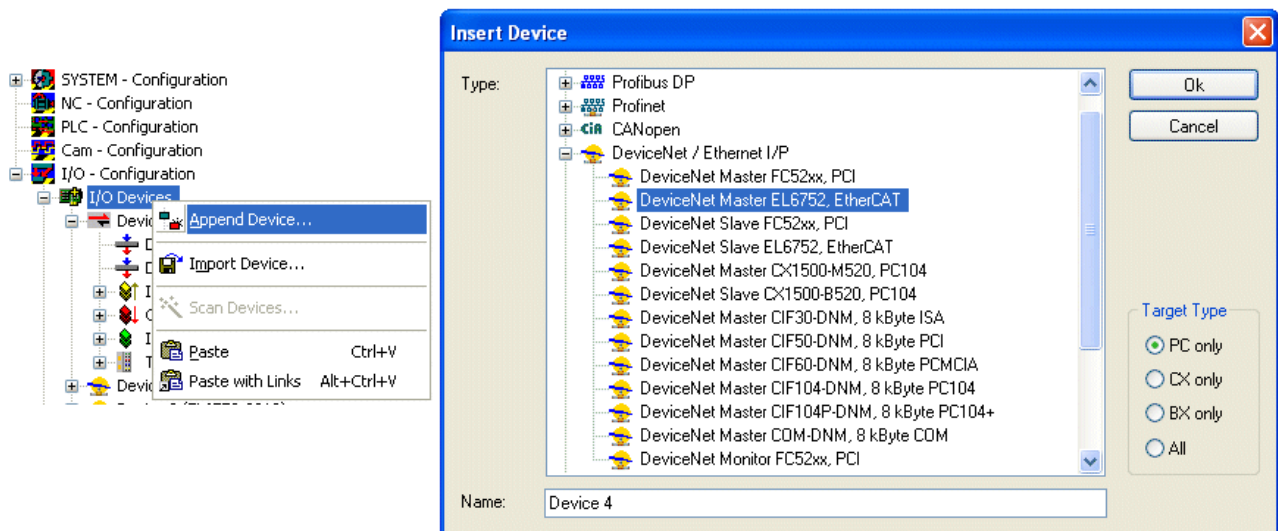 SYSTEM - Configuration
NC - Configuration
PLC - Configuration
Cam - Configuration
I/O - Configuration
I/O Devices
Append Device...
Import Device...
Scan Devices...
Paste Ctrl+V
Paste with Links Alt+Ctrl+V
Insert Device
Type:
Profibus DP
Profinet
CiA CANopen
DeviceNet / Ethernet I/P
DeviceNet Master FC52xx, PCI
DeviceNet Master EL6752, EtherCAT
DeviceNet Slave FC52xx, PCI
DeviceNet Slave EL6752, EtherCAT
DeviceNet Master CX1500-M520, PC104
DeviceNet Slave CX1500-B520, PC104
DeviceNet Master CIF30-DNM, 8 kByte ISA
DeviceNet Master CIF50-DNM, 8 kByte PCI
DeviceNet Master CIF60-DNM, 8 kByte PCMCIA
DeviceNet Master CIF104-DNM, 8 kByte PC104
DeviceNet Master CIF104P-DNM, 8 kByte PC104+
DeviceNet Master COM-DNM, 8 kByte COM
DeviceNet Monitor FC52xx, PCI
Name: Device 4
Ok
Cancel
Target Type
PC only
CX only
BX only
All